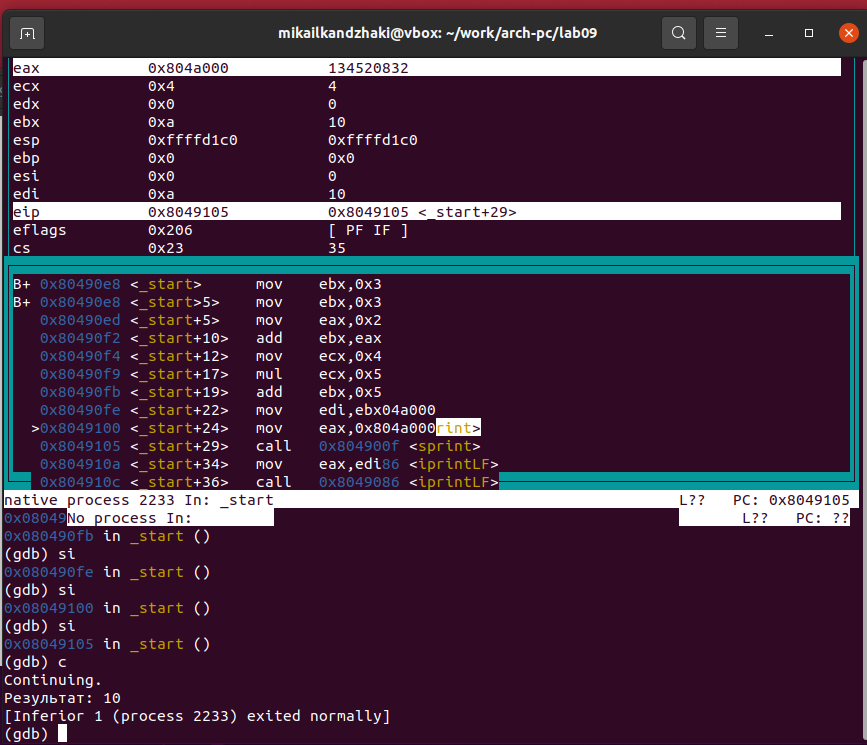 mikailkandzhaki@vbox: ~/work/arch-pc/lab09
eax 0x804a000 134520832
ecx 0x4 4
edx 0x0 0
ebx 0xa 10
esp 0xffffd1c0 0xffffd1c0
ebp 0x0 0x0
esi 0x0 0
edi 0xa 10
eip 0x8049105 0x8049105 <_start+29>
eflags 0x206 [ PF IF ]
cs 0x23 35
B+ 0x80490e8 <_start> mov ebx,0x3
B+ 0x80490e8 <_start>5> mov ebx,0x3
0x80490ed <_start+5> mov eax,0x2
0x80490f2 <_start+10> add ebx,eax
0x80490f4 <_start+12> mov ecx,0x4
0x80490f9 <_start+17> mul ecx,0x5
0x80490fb <_start+19> add ebx,0x5
0x80490fe <_start+22> mov edi,ebx04a000
>0x8049100 <_start+24> mov eax,0x804a000rint>
0x8049105 <_start+29> call 0x804900f <sprint>
0x804910a <_start+34> mov eax,edi86 <iprintLF>
0x804910c <_start+36> call 0x8049086 <iprintLF>
native process 2233 In: _start L?? PC: 0x8049105
0x08049No process In: L?? PC: ??
0x080490fb in _start ()
(gdb) si
0x080490fe in _start ()
(gdb) si
0x08049100 in _start ()
(gdb) si
0x08049105 in _start ()
(gdb) c
Continuing.
Результат: 10
[Inferior 1 (process 2233) exited normally]
(gdb)